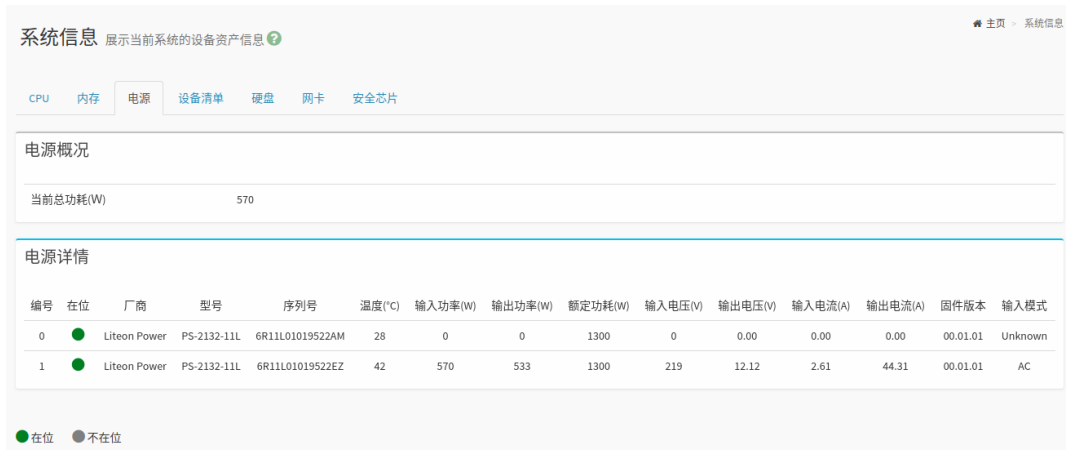 主页 > 系统信息
系统信息 展示当前系统的设备资产信息 ?
CPU 内存 电源 设备清单 硬盘 网卡 安全芯片
电源概况
当前总功耗(W) 570
电源详情
编号 在位 厂商 型号 序列号 温度(°C) 输入功率(W) 输出功率(W) 额定功耗(W) 输入电压(V) 输出电压(V) 输入电流(A) 输出电流(A) 固件版本 输入模式
0 Liteon Power PS-2132-11L 6R11L01019522AM 28 0 0 1300 0 0.00 0.00 0.00 00.01.01 Unknown
1 Liteon Power PS-2132-11L 6R11L01019522EZ 42 570 533 1300 219 12.12 2.61 44.31 00.01.01 AC
在位 不在位